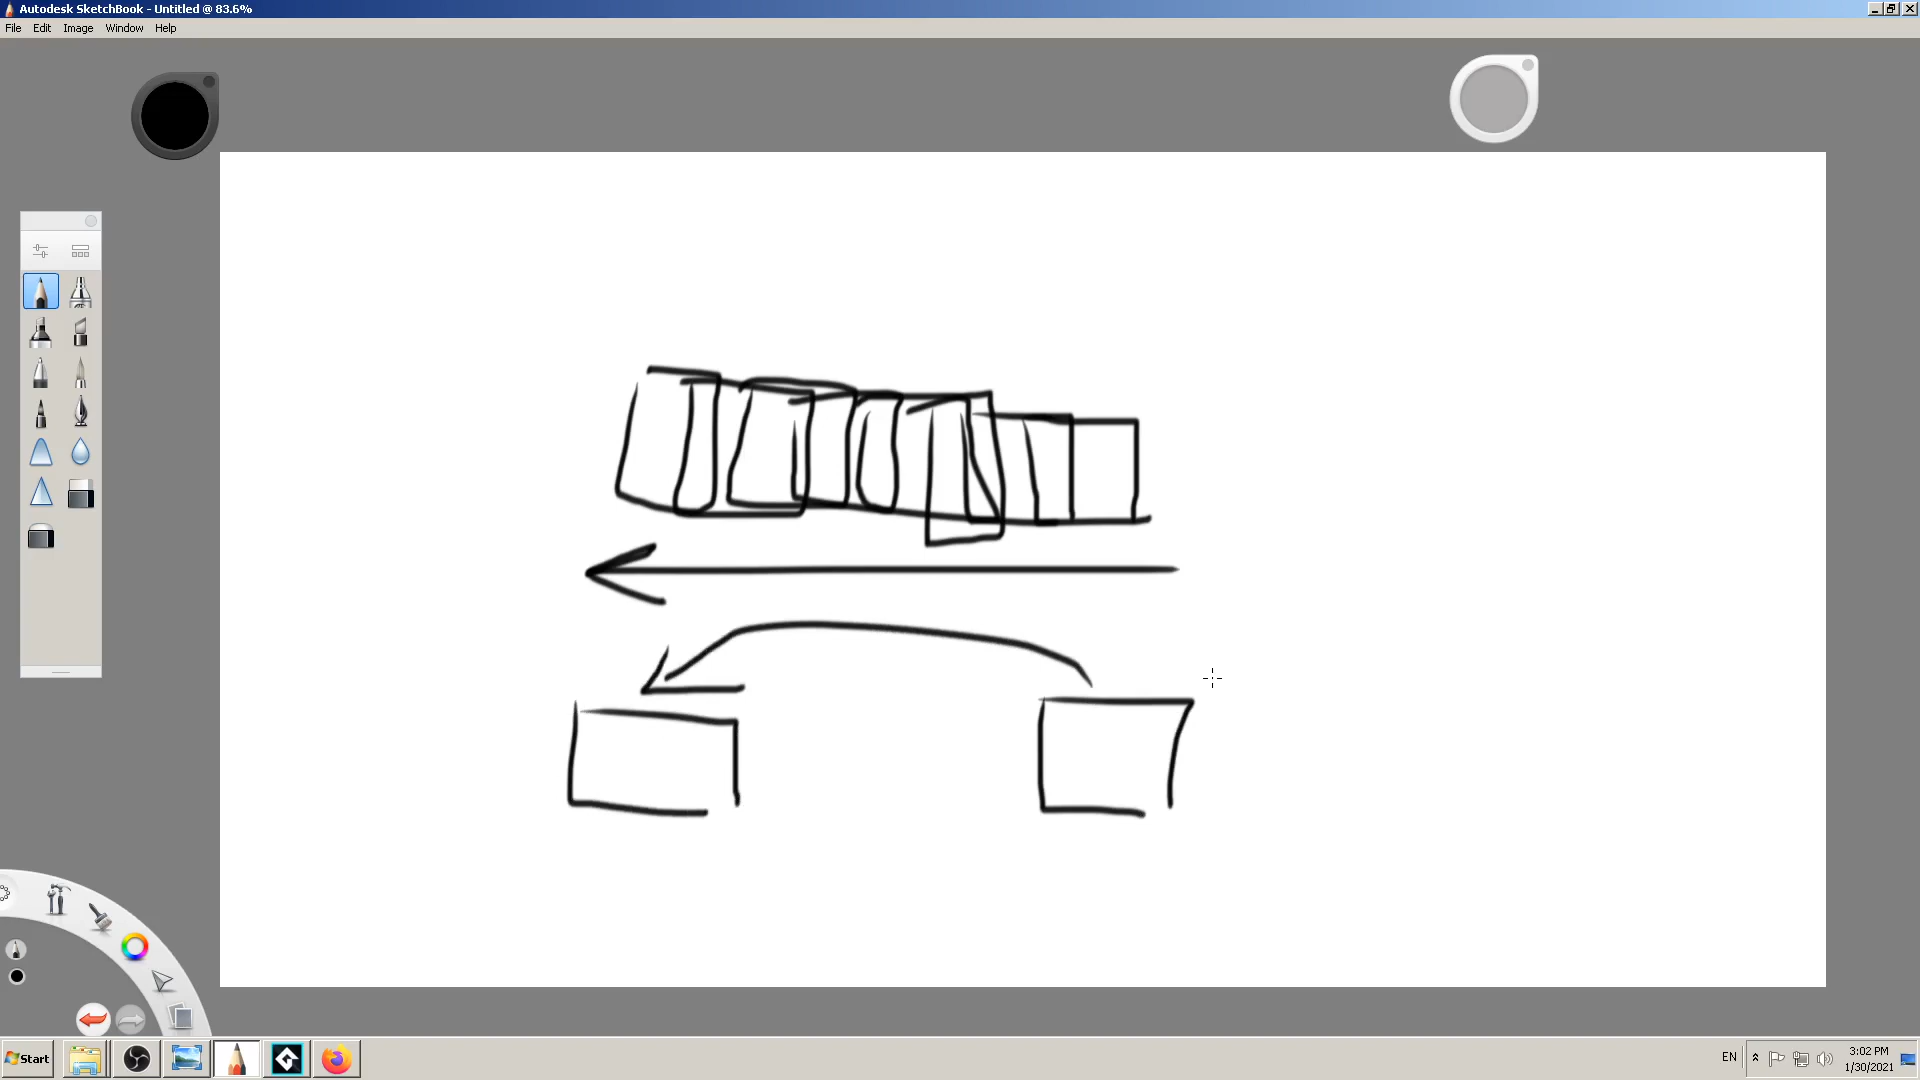 Autodesk SketchBook - Untitled @ 83.6%
File Edit Image Window Help
Start
EN
3:02 PM
1/30/2021